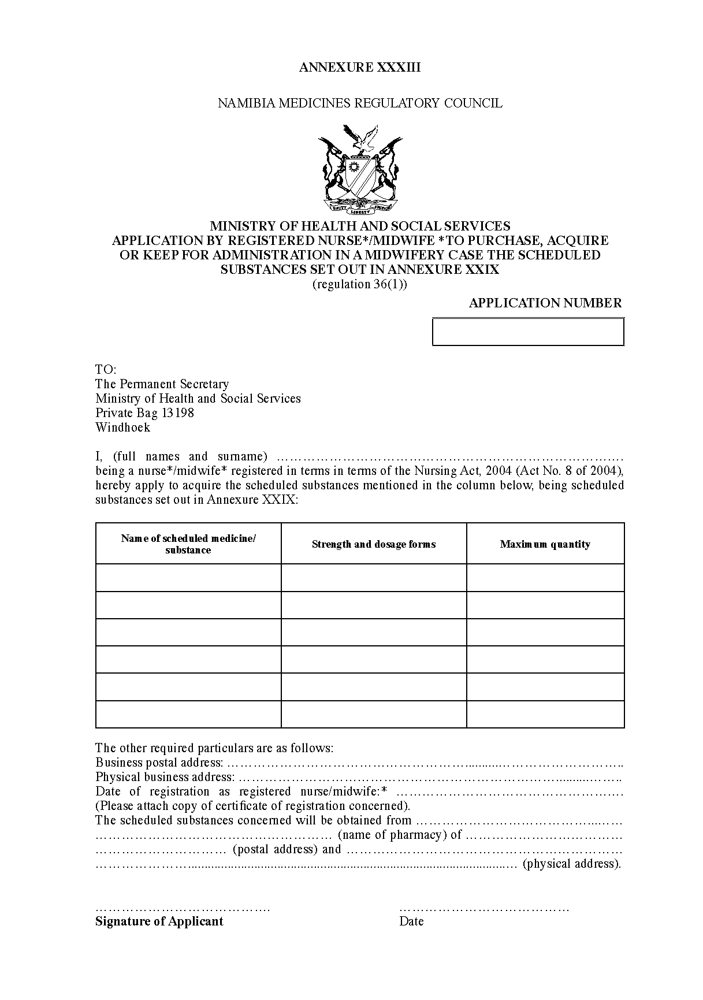 ANNEXURE XXXIII
NAMIBIA MEDICINES REGULATORY COUNCIL
UNITY LIBERTY JUSTICE
MINISTRY OF HEALTH AND SOCIAL SERVICES
APPLICATION BY REGISTERED NURSE*/MIDWIFE *TO PURCHASE, ACQUIRE
OR KEEP FOR ADMINISTRATION IN A MIDWIFERY CASE THE SCHEDULED
SUBSTANCES SET OUT IN ANNEXURE XXIX
(regulation 36(1))
APPLICATION NUMBER
TO:
The Permanent Secretary
Ministry of Health and Social Services
Private Bag 13198
Windhoek
I, (full names and surname) …………………………………………………………………….
being a nurse*/midwife* registered in terms in terms of the Nursing Act, 2004 (Act No. 8 of 2004),
hereby apply to acquire the scheduled substances mentioned in the column below, being scheduled
substances set out in Annexure XXIX:
Name of scheduled medicine/
substance
Strength and dosage forms
Maximum quantity
The other required particulars are as follows:
Business postal address: ………………………………………………..........……………………..
Physical business address: ………………………………………………………………..........……..
Date of registration as registered nurse/midwife:* …………………………………………….
(Please attach copy of certificate of registration concerned).
The scheduled substances concerned will be obtained from …………………………………...……
……………………………………………… (name of pharmacy) of ………………………………
………………………… (postal address) and ………………………………………………………
…………………..................................................................................................… (physical address).
…………………………………. …………………………………
Signature of Applicant Date